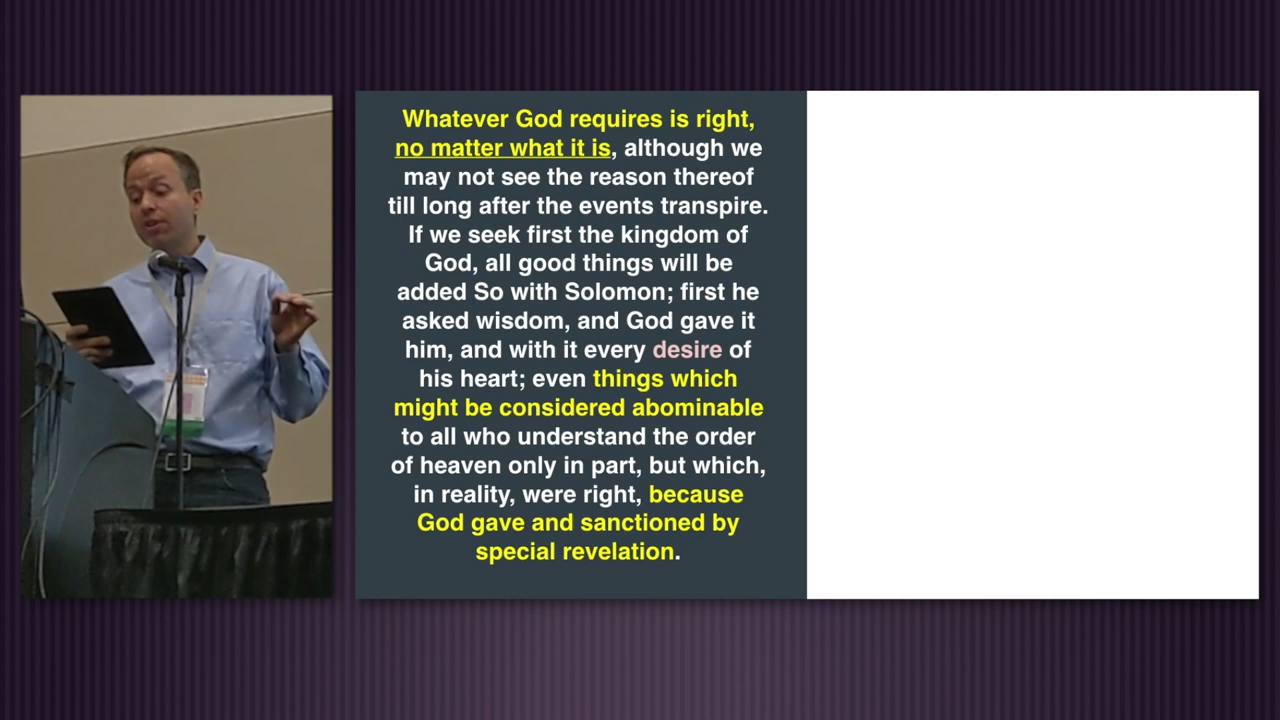 Whatever God requires is right,
no matter what it is, although we
may not see the reason thereof
till long after the events transpire.
If we seek first the kingdom of
God, all good things will be
added So with Solomon; first he
asked wisdom, and God gave it
him, and with it every desire of
his heart; even things which
might be considered abominable
to all who understand the order
of heaven only in part, but which,
in reality, were right, because
God gave and sanctioned by
special revelation.